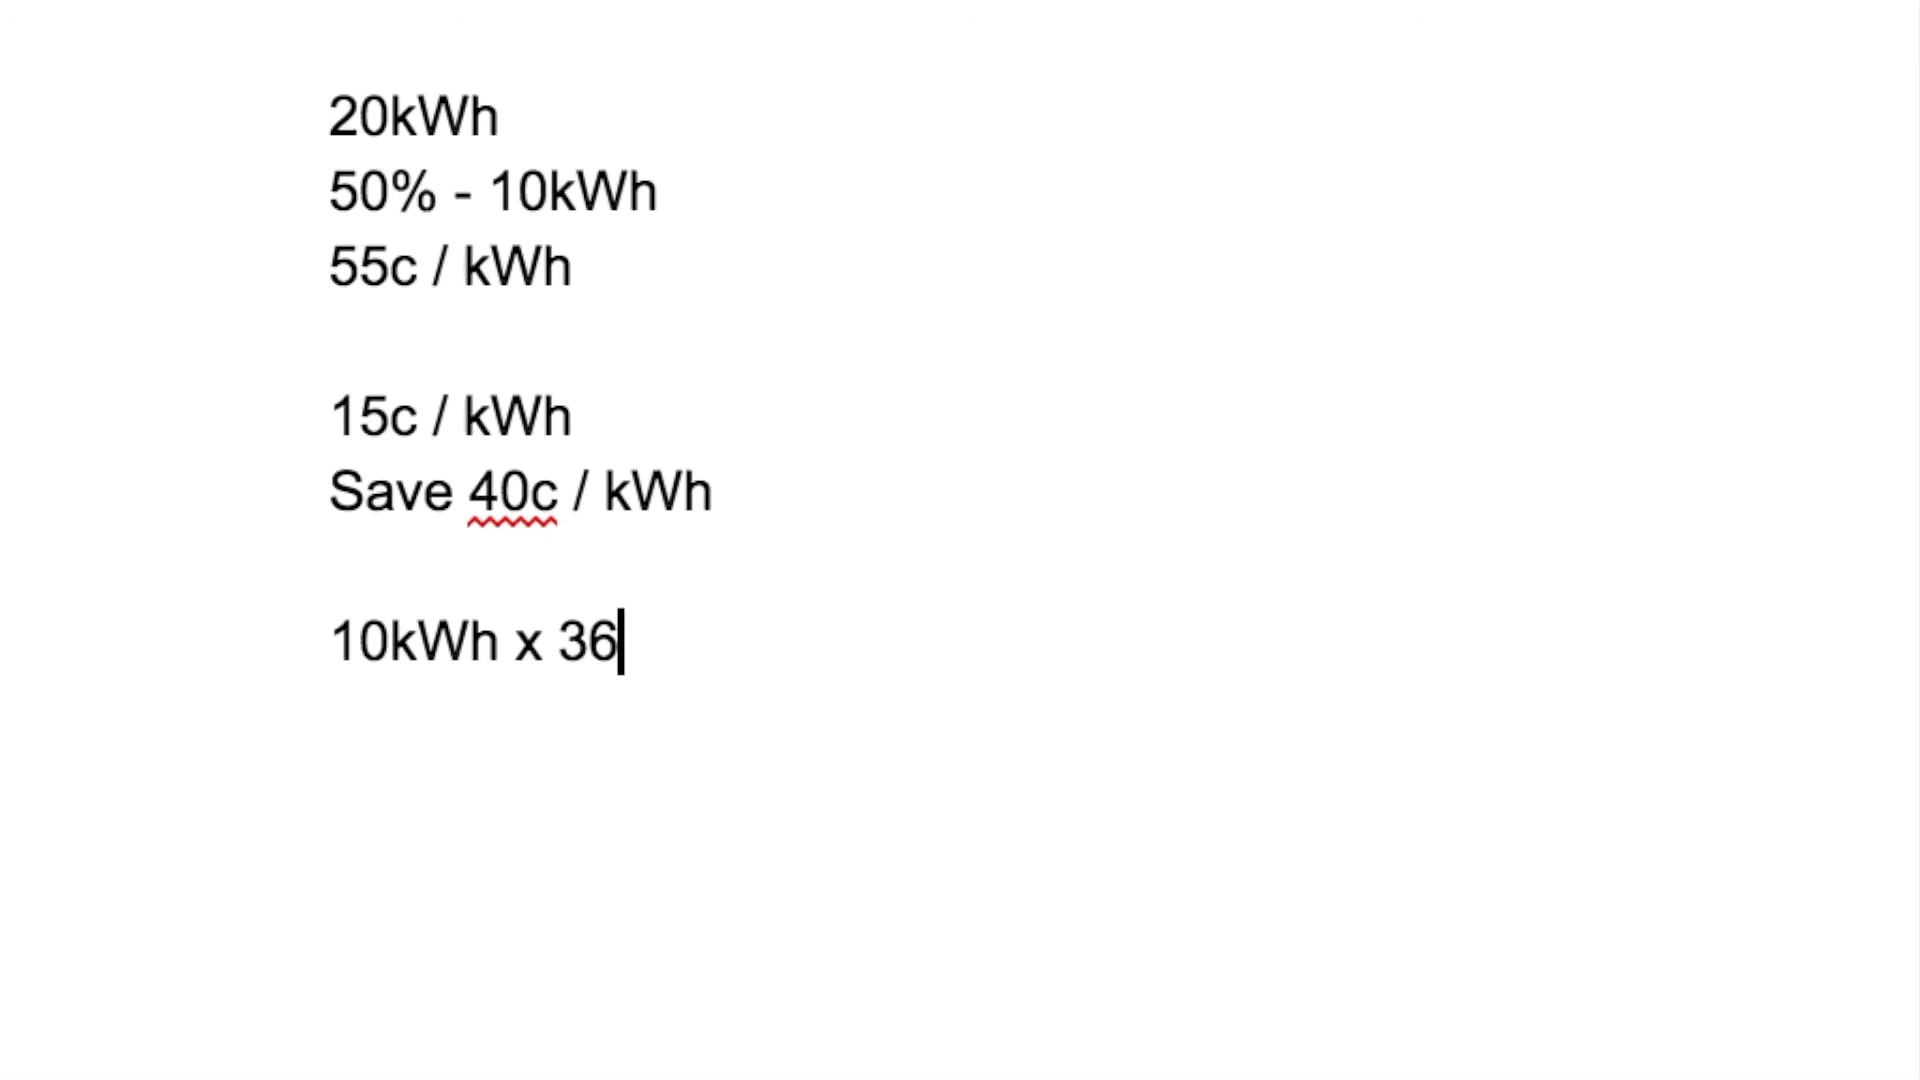 20kWh
50% - 10kWh
55c / kWh
15c / kWh
Save 40c / kWh
10kWh x 36